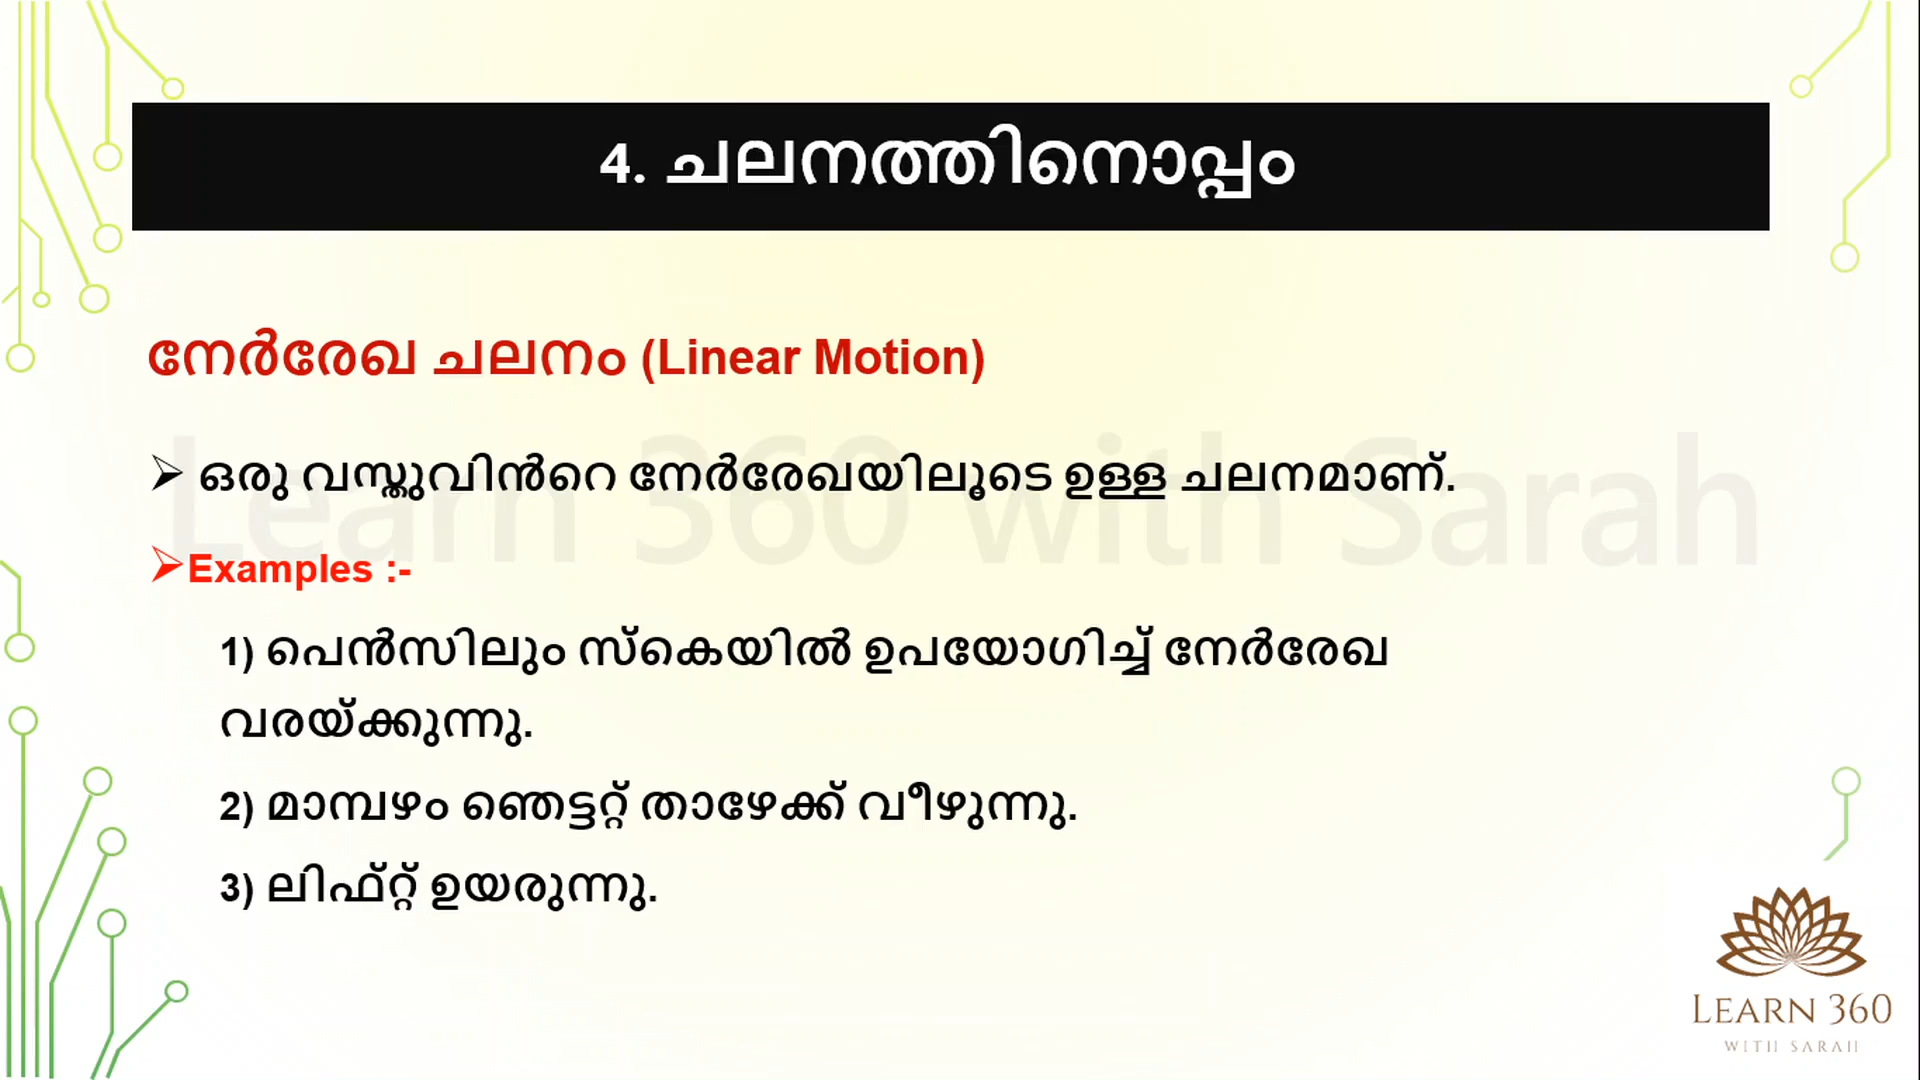 4. ചലനത്തിനൊപ്പം
നേർരേഖ ചലനം (Linear Motion)
➢ ഒരു വസ്തുവിൻറെ നേർരേഖയിലൂടെ ഉള്ള ചലനമാണ്.
➢Examples :-
1) പെൻസിലും സ്കെയിൽ ഉപയോഗിച്ച് നേർരേഖ
വരയ്ക്കുന്നു.
2) മാമ്പഴം ഞെട്ടറ്റ് താഴേക്ക് വീഴുന്നു.
3) ലിഫ്റ്റ് ഉയരുന്നു.
Learn 360 with Sarah
LEARN 360
WITH SARAH